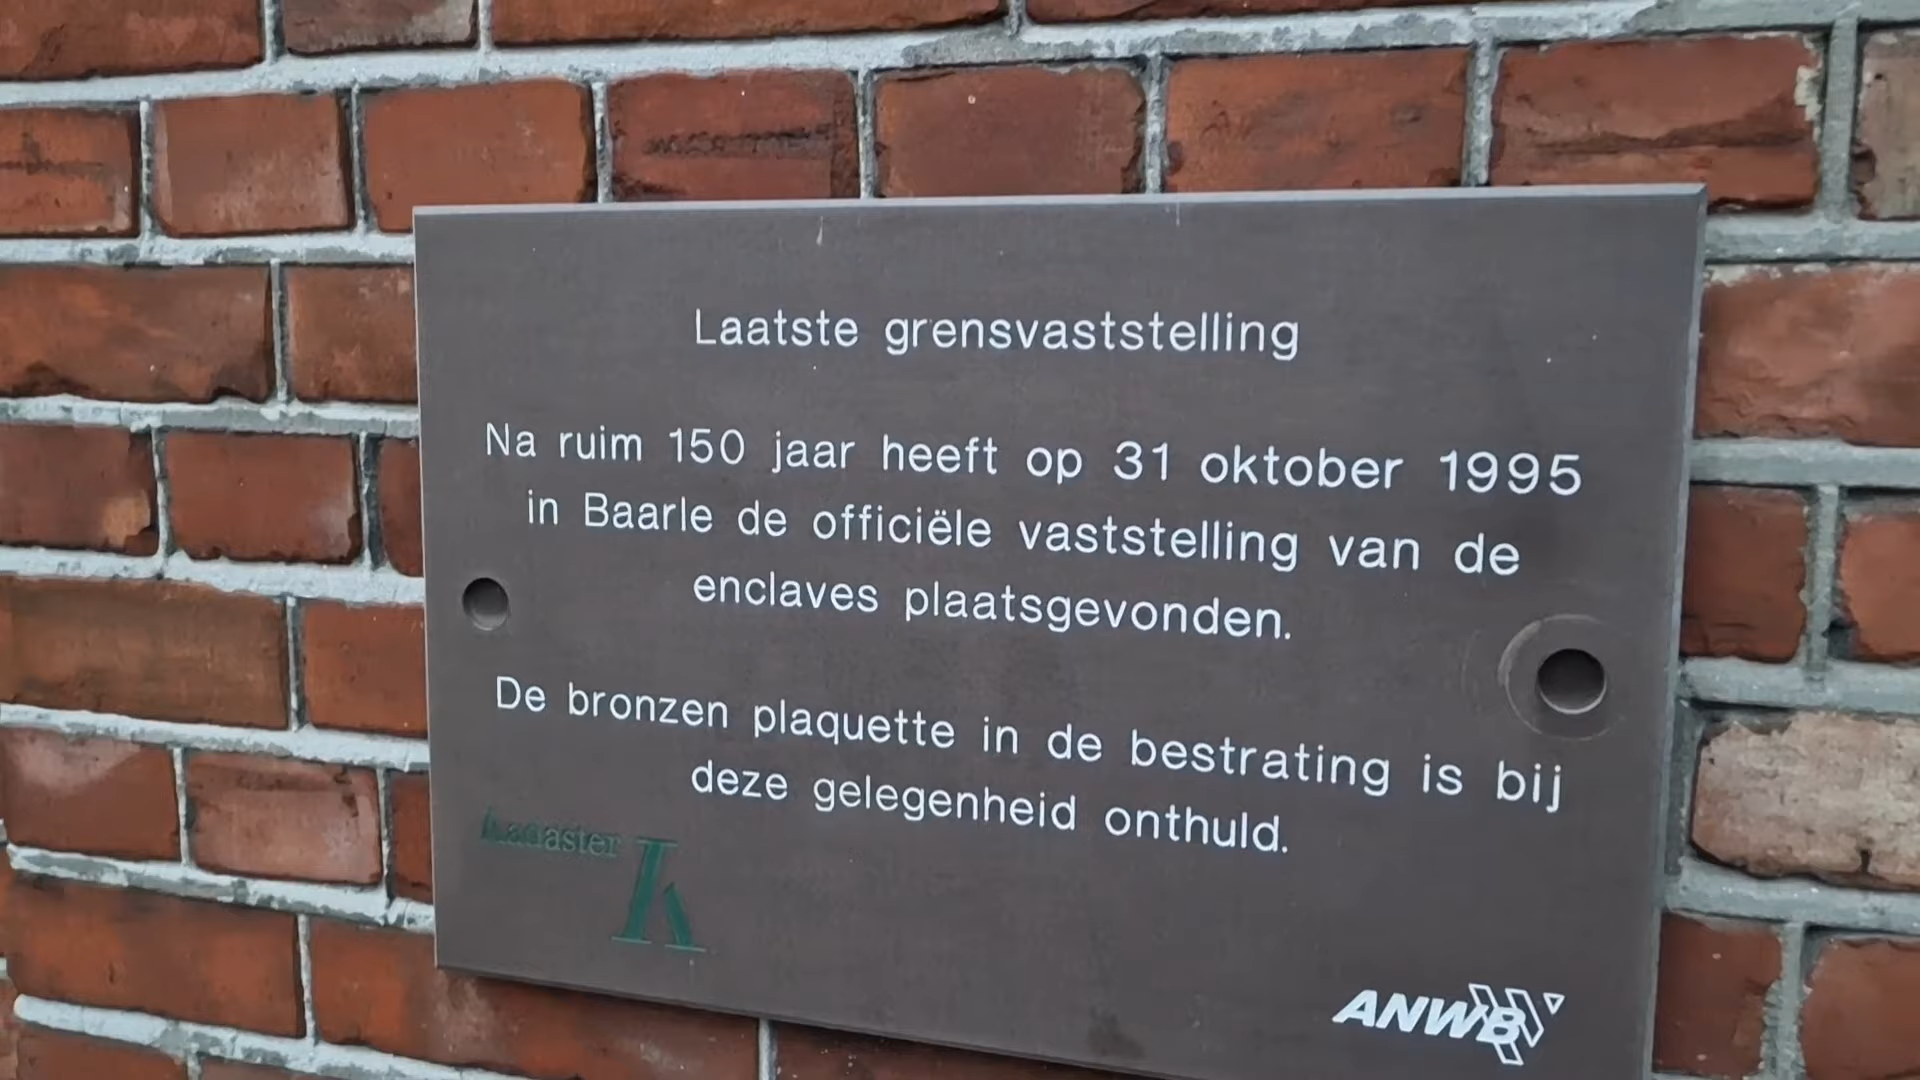 Laatste grensvaststelling
Na ruim 150 jaar heeft op 31 oktober 1995
in Baarle de officiële vaststelling van de
enclaves plaatsgevonden.
De bronzen plaquette in de bestrating is bij
deze gelegenheid onthuld.
kadaster
ANWB